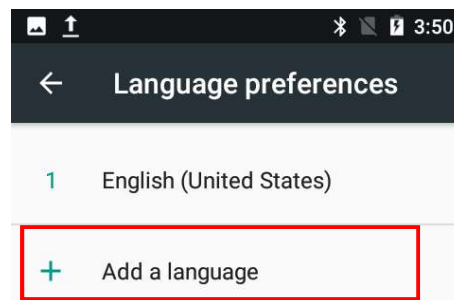 3:50
Language preferences
1 English (United States)
+ Add a language